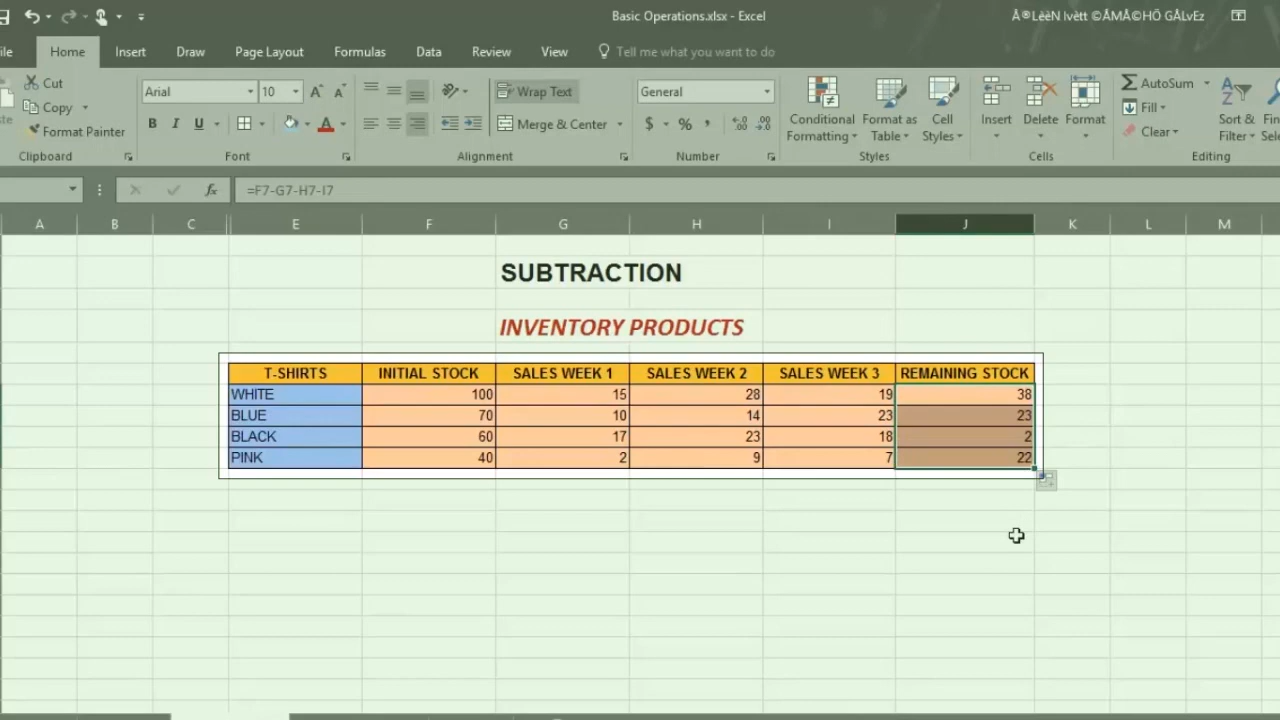 Basic Operations.xlsx - Excel
Home Insert Draw Page Layout Formulas Data Review View Tell me what you want to do
Cut
Copy
Format Painter
Clipboard
Arial 10
B I U
Font
Wrap Text
Merge & Center
Alignment
General
$ % ,
Number
Conditional Formatting
Format as Table
Cell Styles
Styles
Insert Delete Format
Cells
AutoSum
Fill
Clear
Sort & Filter
Editing
fx =F7-G7-H7-I7
A B C E F G H I J K L M
SUBTRACTION
INVENTORY PRODUCTS
T-SHIRTS INITIAL STOCK SALES WEEK 1 SALES WEEK 2 SALES WEEK 3 REMAINING STOCK
WHITE 100 15 28 19 38
BLUE 70 10 14 23 23
BLACK 60 17 23 18 2
PINK 40 2 9 7 22